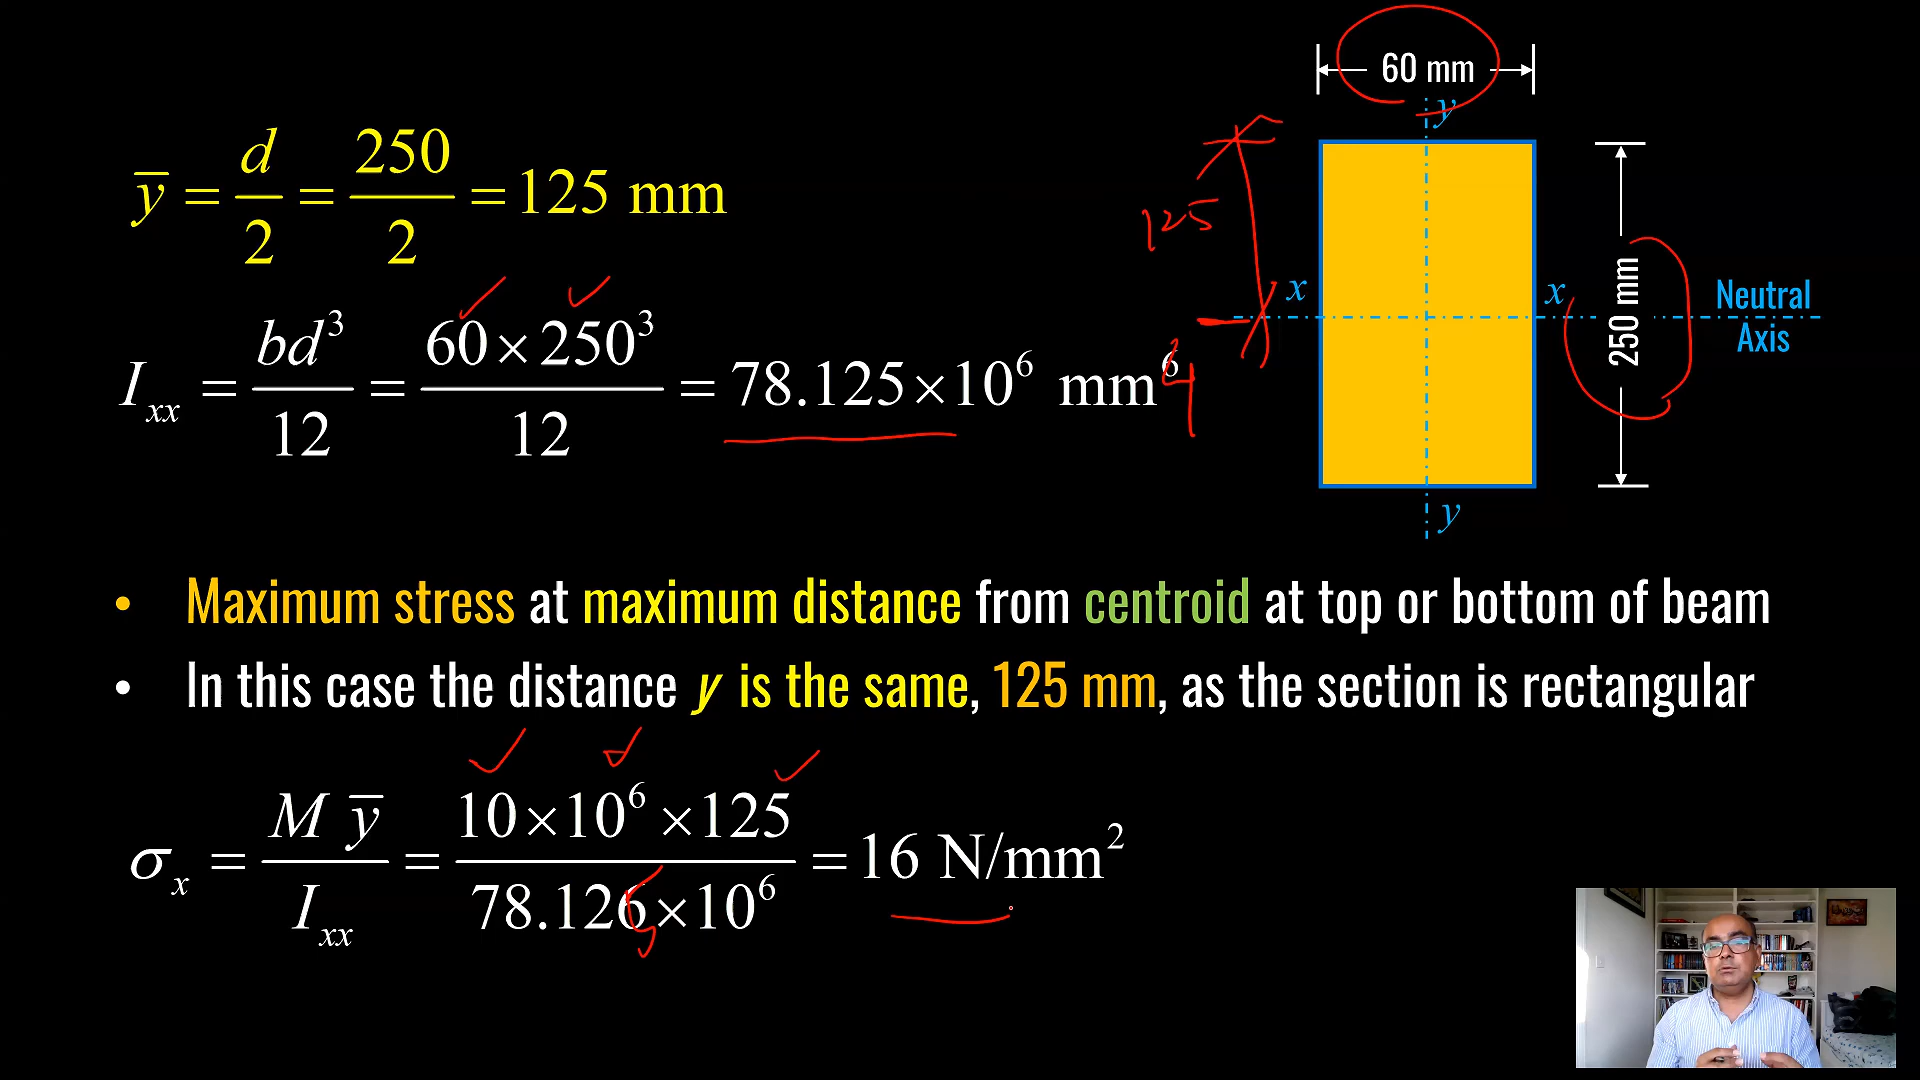 60 mm
y
ȳ = d/2 = 250/2 = 125 mm
125
x
x
250 mm
Neutral
Axis
I_xx = bd³/12 = 60×250³/12 = 78.125×10⁶ mm⁶
4
y
• Maximum stress at maximum distance from centroid at top or bottom of beam
• In this case the distance y is the same, 125 mm, as the section is rectangular
σ_x = M ȳ/I_xx = 10×10⁶×125/78.126×10⁶ = 16 N/mm²
5